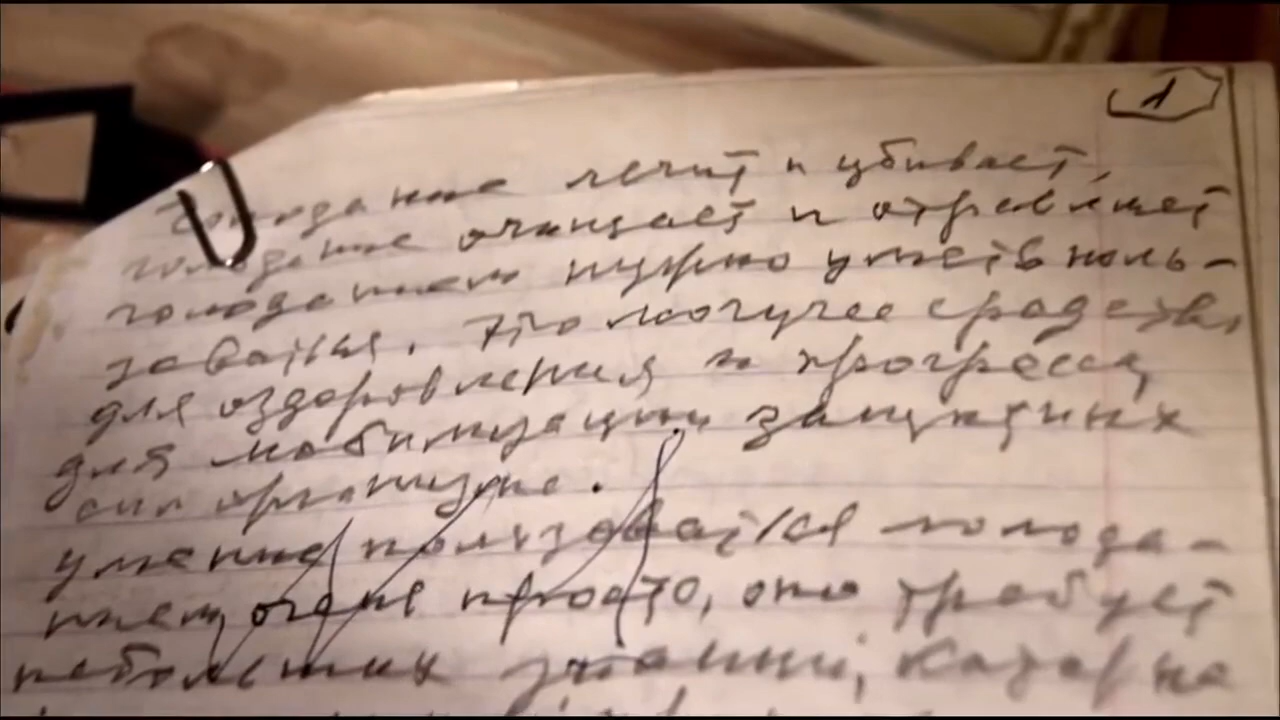 1
голодание лечит и убивает,
голодание очищает и отравляет
голоданием нужно уметь поль-
зоваться. Это могучее средство
для оздоровления и прогресса,
для мобилизации защитных
сил организма.
умение пользоваться голода-
нием очень просто, оно требует
небольших знаний,